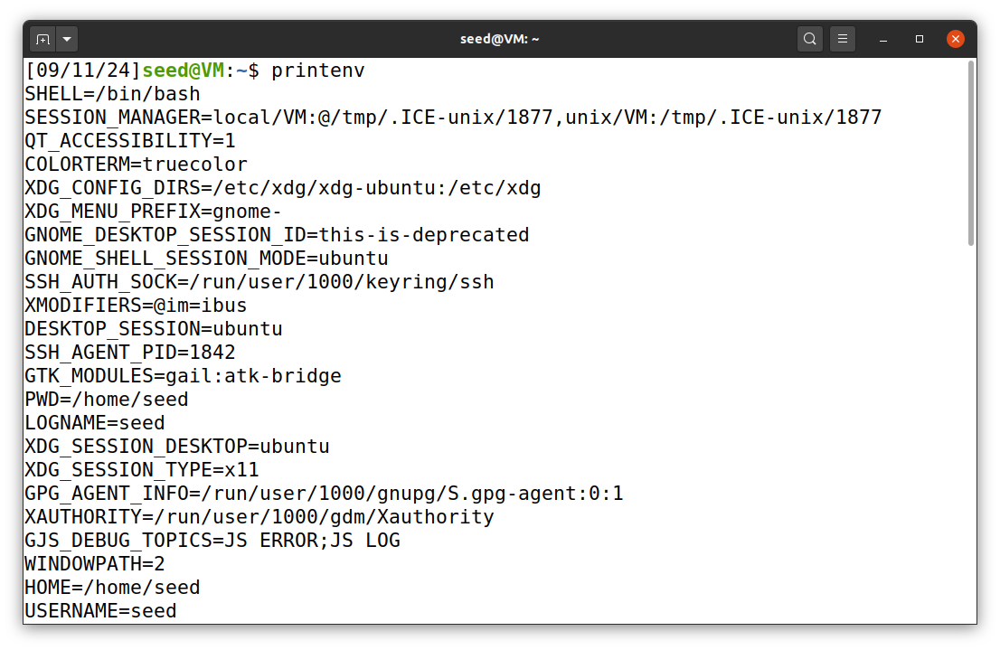 seed@VM: ~
[09/11/24]seed@VM:~$ printenv
SHELL=/bin/bash
SESSION_MANAGER=local/VM:@/tmp/.ICE-unix/1877,unix/VM:/tmp/.ICE-unix/1877
QT_ACCESSIBILITY=1
COLORTERM=truecolor
XDG_CONFIG_DIRS=/etc/xdg/xdg-ubuntu:/etc/xdg
XDG_MENU_PREFIX=gnome-
GNOME_DESKTOP_SESSION_ID=this-is-deprecated
GNOME_SHELL_SESSION_MODE=ubuntu
SSH_AUTH_SOCK=/run/user/1000/keyring/ssh
XMODIFIERS=@im=ibus
DESKTOP_SESSION=ubuntu
SSH_AGENT_PID=1842
GTK_MODULES=gail:atk-bridge
PWD=/home/seed
LOGNAME=seed
XDG_SESSION_DESKTOP=ubuntu
XDG_SESSION_TYPE=x11
GPG_AGENT_INFO=/run/user/1000/gnupg/S.gpg-agent:0:1
XAUTHORITY=/run/user/1000/gdm/Xauthority
GJS_DEBUG_TOPICS=JS ERROR;JS LOG
WINDOWPATH=2
HOME=/home/seed
USERNAME=seed